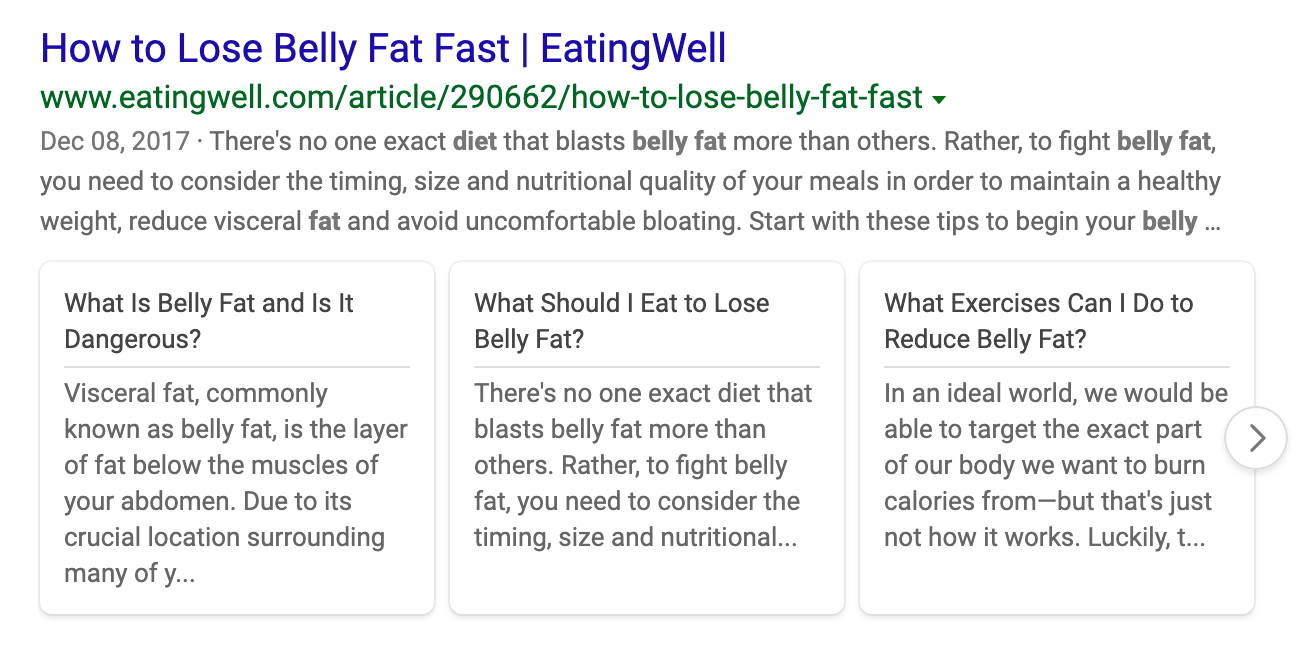 How to Lose Belly Fat Fast | EatingWell
www.eatingwell.com/article/290662/how-to-lose-belly-fat-fast
Dec 08, 2017 · There's no one exact diet that blasts belly fat more than others. Rather, to fight belly fat,
you need to consider the timing, size and nutritional quality of your meals in order to maintain a healthy
weight, reduce visceral fat and avoid uncomfortable bloating. Start with these tips to begin your belly ...
What Is Belly Fat and Is It
Dangerous?
Visceral fat, commonly
known as belly fat, is the layer
of fat below the muscles of
your abdomen. Due to its
crucial location surrounding
many of y...
What Should I Eat to Lose
Belly Fat?
There's no one exact diet that
blasts belly fat more than
others. Rather, to fight belly
fat, you need to consider the
timing, size and nutritional...
What Exercises Can I Do to
Reduce Belly Fat?
In an ideal world, we would be
able to target the exact part
of our body we want to burn
calories from—but that's just
not how it works. Luckily, t...